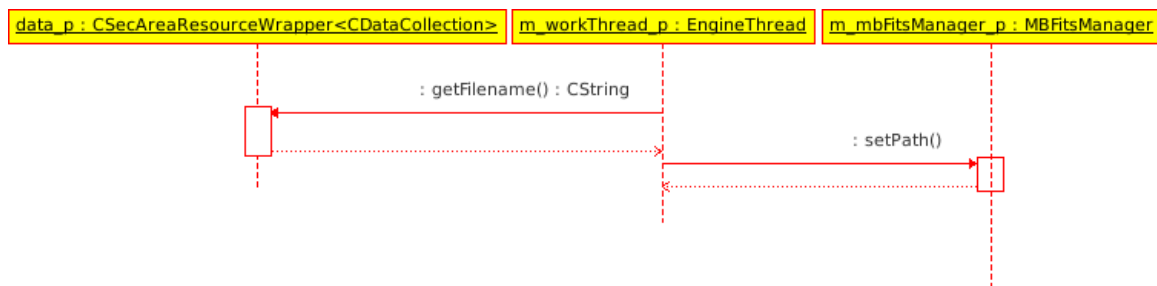 data_p : CSecAreaResourceWrapper<CDataCollection>
m_workThread_p : EngineThread
m_mbFitsManager_p : MBFitsManager
: getFilename() : CString
: setPath()